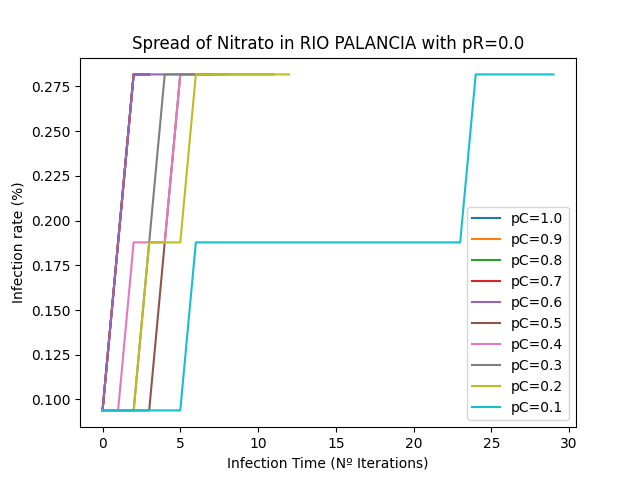 Spread of Nitrato in RIO PALANCIA with pR=0.0
Infection rate (%)
0.275
0.250
0.225
0.200
0.175
0.150
0.125
0.100
pC=1.0
pC=0.9
pC=0.8
pC=0.7
pC=0.6
pC=0.5
pC=0.4
pC=0.3
pC=0.2
pC=0.1
0 5 10 15 20 25 30
Infection Time (Nº Iterations)